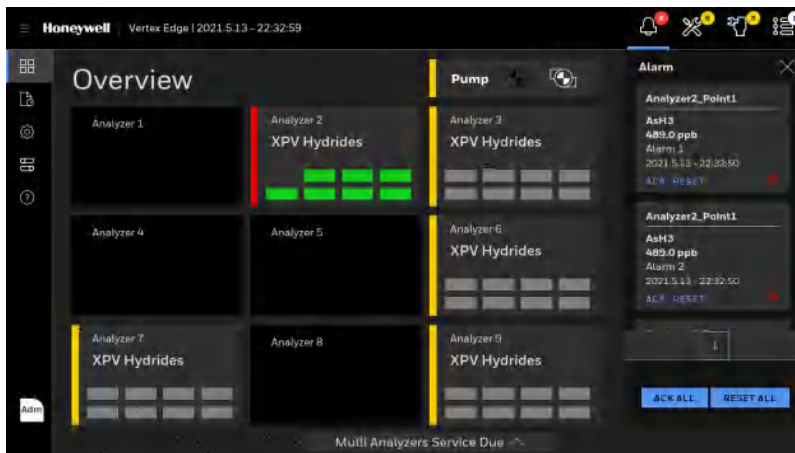 Honeywell Vertex Edge | 2021.5.13 - 22:32:59
Overview
Pump
Analyzer 1
Analyzer 2
XPV Hydrides
Analyzer 3
XPV Hydrides
Analyzer 4
Analyzer 5
Analyzer 6
XPV Hydrides
Analyzer 7
XPV Hydrides
Analyzer 8
Analyzer 9
XPV Hydrides
Multi Analyzers Service Due
Adm
Alarm
Analyzer2_Point1
AsH3
489.0 ppb
Alarm 1
2021.5.13 - 22:32:50
ACK RESET
Analyzer2_Point1
AsH3
489.0 ppb
Alarm 2
2021.5.13 - 22:32:50
ACK RESET
1
ACK ALL RESET ALL